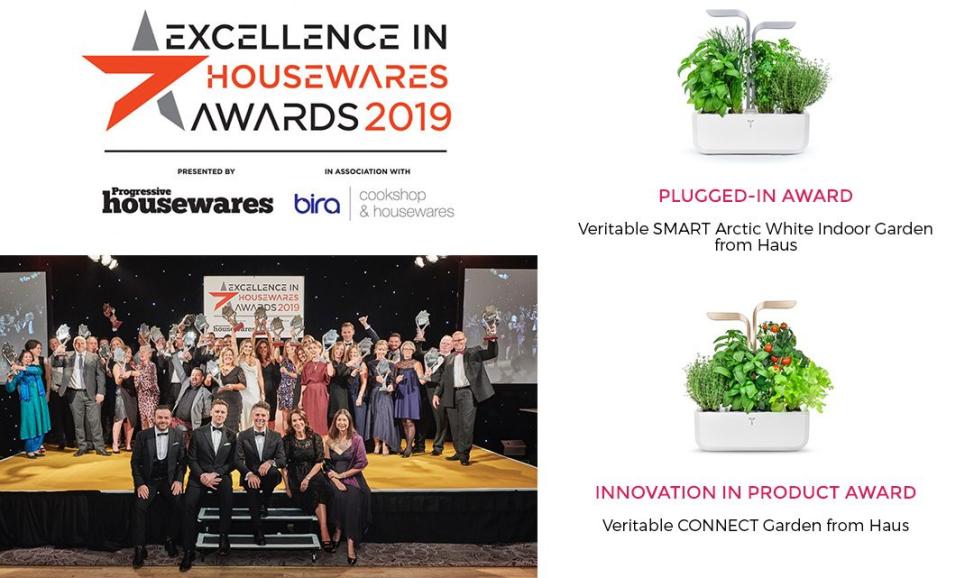 EXCELLENCE IN
HOUSEWARES
AWARDS 2019
PRESENTED BY
IN ASSOCIATION WITH
Progressive
housewares
bira
cookshop
& housewares
EXCELLENCE IN
HOUSEWARES
AWARDS 2019
housewares
PLUGGED-IN AWARD
Veritable SMART Arctic White Indoor Garden
from Haus
INNOVATION IN PRODUCT AWARD
Veritable CONNECT Garden from Haus